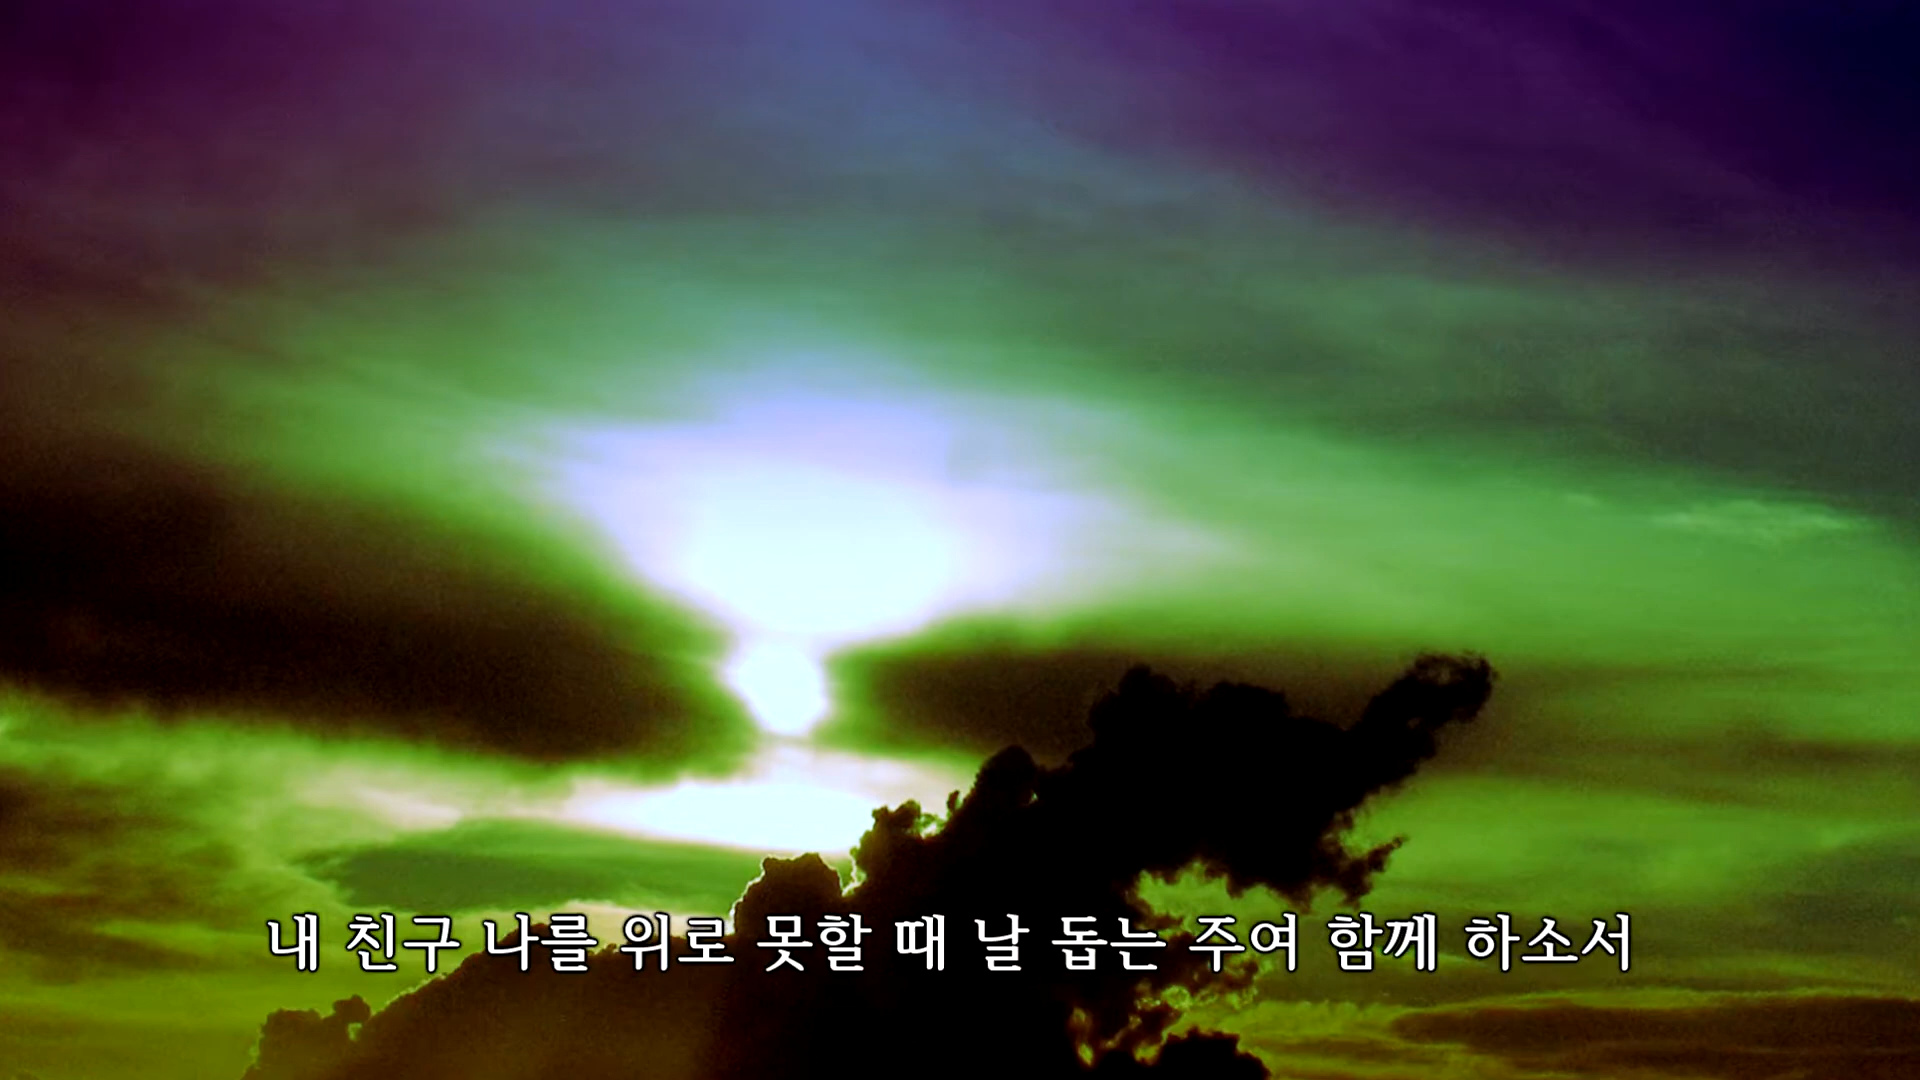 내 친구 나를 위로 못할 때 날 돕는 주여 함께 하소서